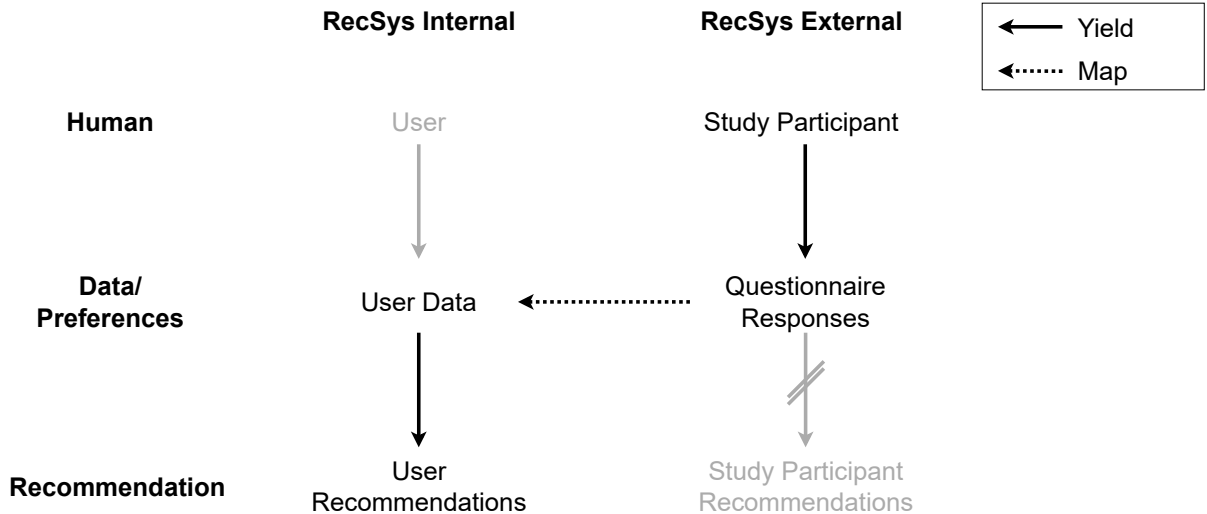 RecSys Internal
RecSys External
Yield
Map
Human
User
Study Participant
Data/
Preferences
User Data
Questionnaire
Responses
Recommendation
User
Recommendations
Study Participant
Recommendations